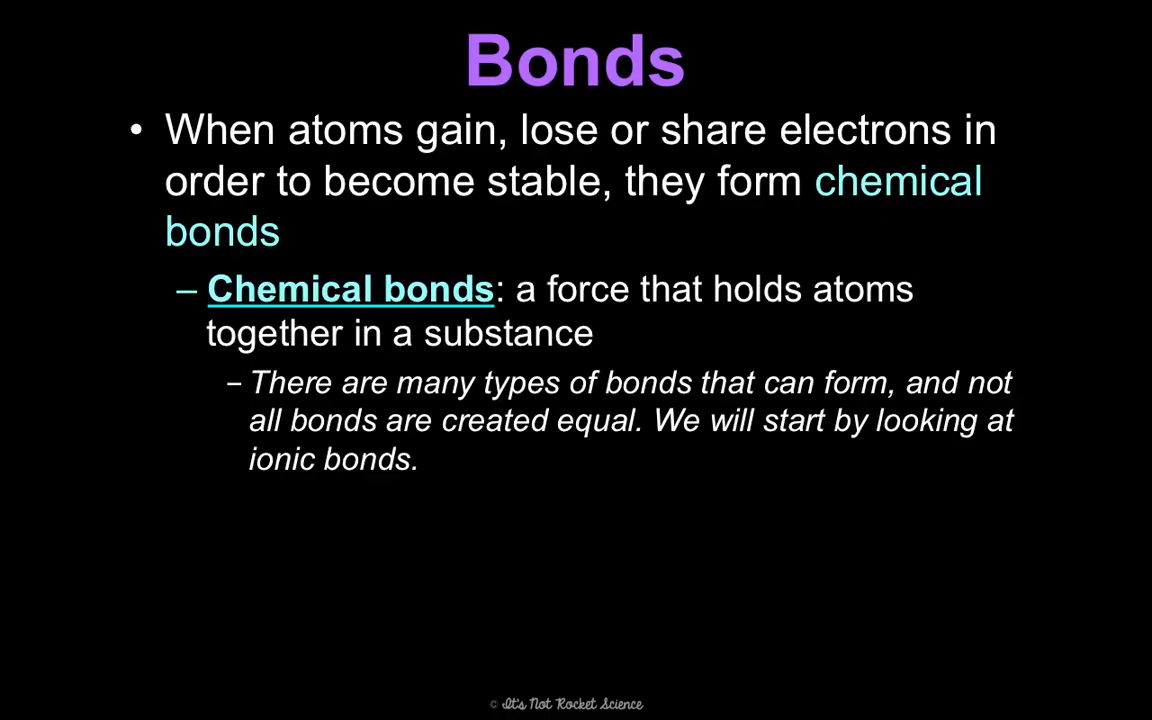 Bonds
• When atoms gain, lose or share electrons in
order to become stable, they form chemical
bonds
– Chemical bonds: a force that holds atoms
together in a substance
– There are many types of bonds that can form, and not
all bonds are created equal. We will start by looking at
ionic bonds.
© It's Not Rocket Science